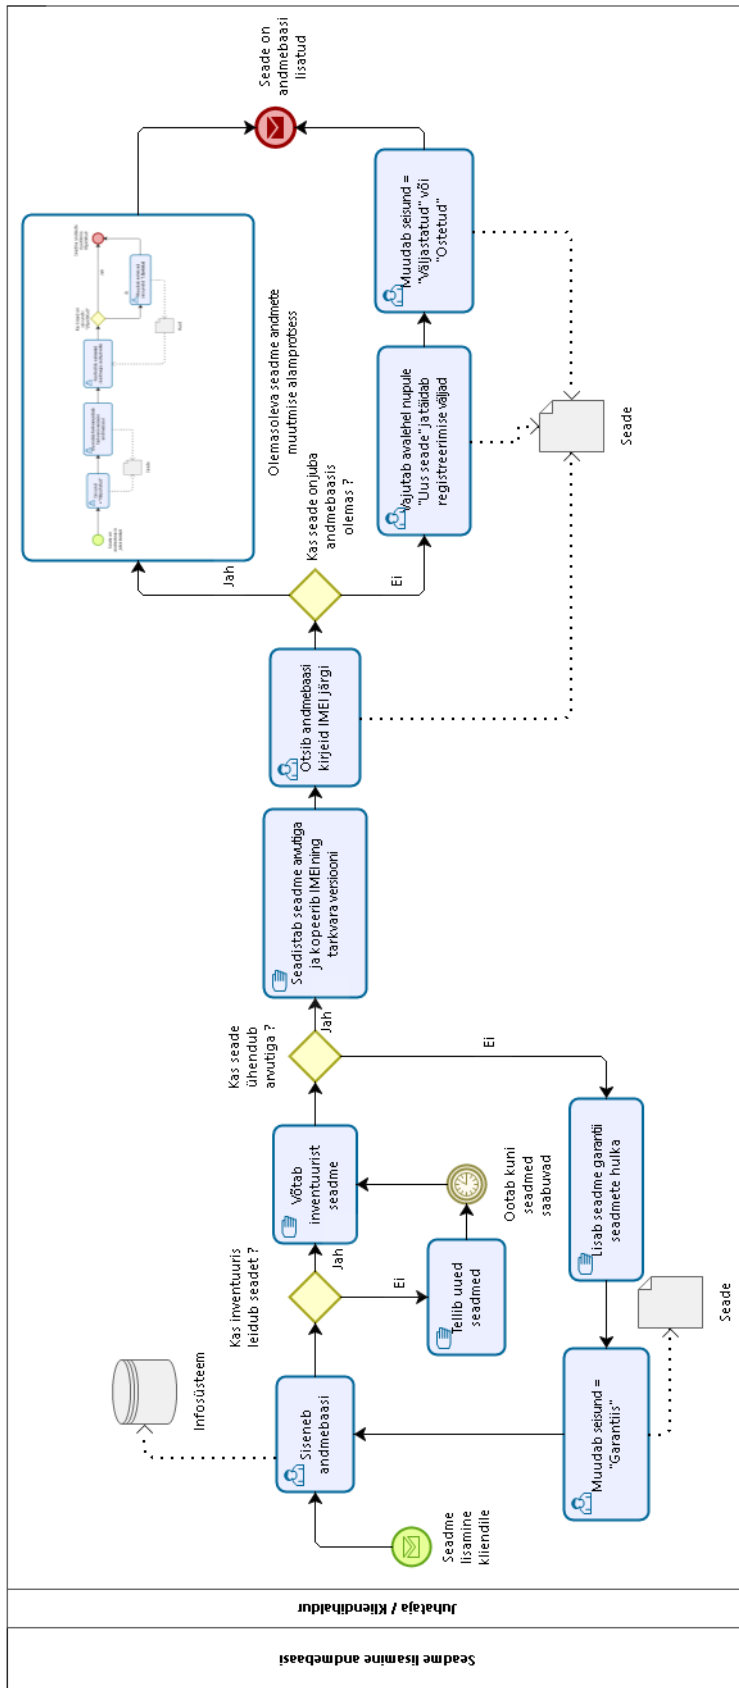 Seadme lisamine andmebaasi
Juhataja / Kliendihaldur
Seadme
lisamine
kliendile
Siseneb
andmebaasi
Infosüsteem
Kas inventuuris
leidub seadet ?
Jah
Ei
Tellib uued
seadmed
Ootab kuni
seadmed
saabuvad
Võtab
inventuurist
seadme
Kas seade
ühendub
arvutiga ?
Jah
Ei
Lisab seadme garantii
seadmete hulka
Muudab seisund =
"Garantiis"
Seade
Seadistab seadme arvutiga
ja kopeerib IMEI ning
tarkvara versiooni
Otsib andmebaasi
kirjeid IMEI järgi
Kas seade on juba
andmebaasis
olemas ?
Jah
Ei
Olemasoleva seadme andmete
muutmise alamprotsess
Vajutab avalehel nupule
"Uus seade" ja täidab
registreerimise väljad
Muudab seisund =
"Väljastatud" või
"Ostetud"
Seade
Seade on
andmebaasi
lisatud